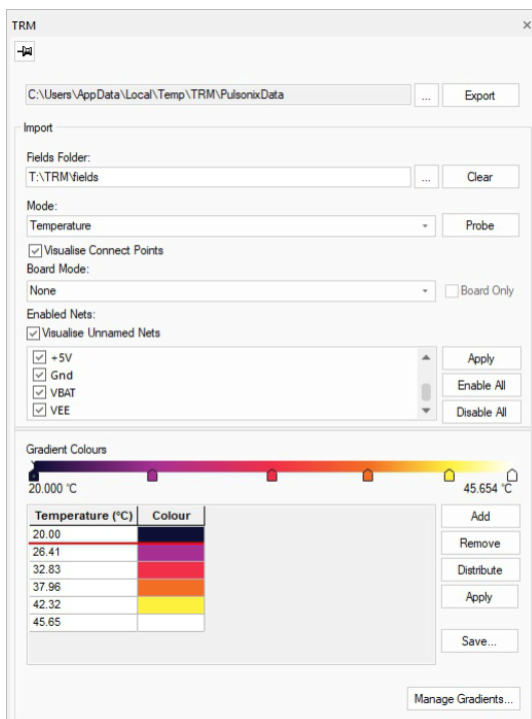 TRM
C:\Users\AppData\Local\Temp\TRM\PulsonixData ... Export
Import
Fields Folder:
T:\TRM\fields ... Clear
Mode:
Temperature Probe
Visualise Connect Points
Board Mode:
None Board Only
Enabled Nets:
Visualise Unnamed Nets
+5V Apply
Gnd
VBAT Enable All
VEE Disable All
Gradient Colours
20.000 °C 45.654 °C
Temperature (°C) Colour Add
20.00
26.41 Remove
32.83
37.96 Distribute
42.32 Apply
45.65
Save...
Manage Gradients...